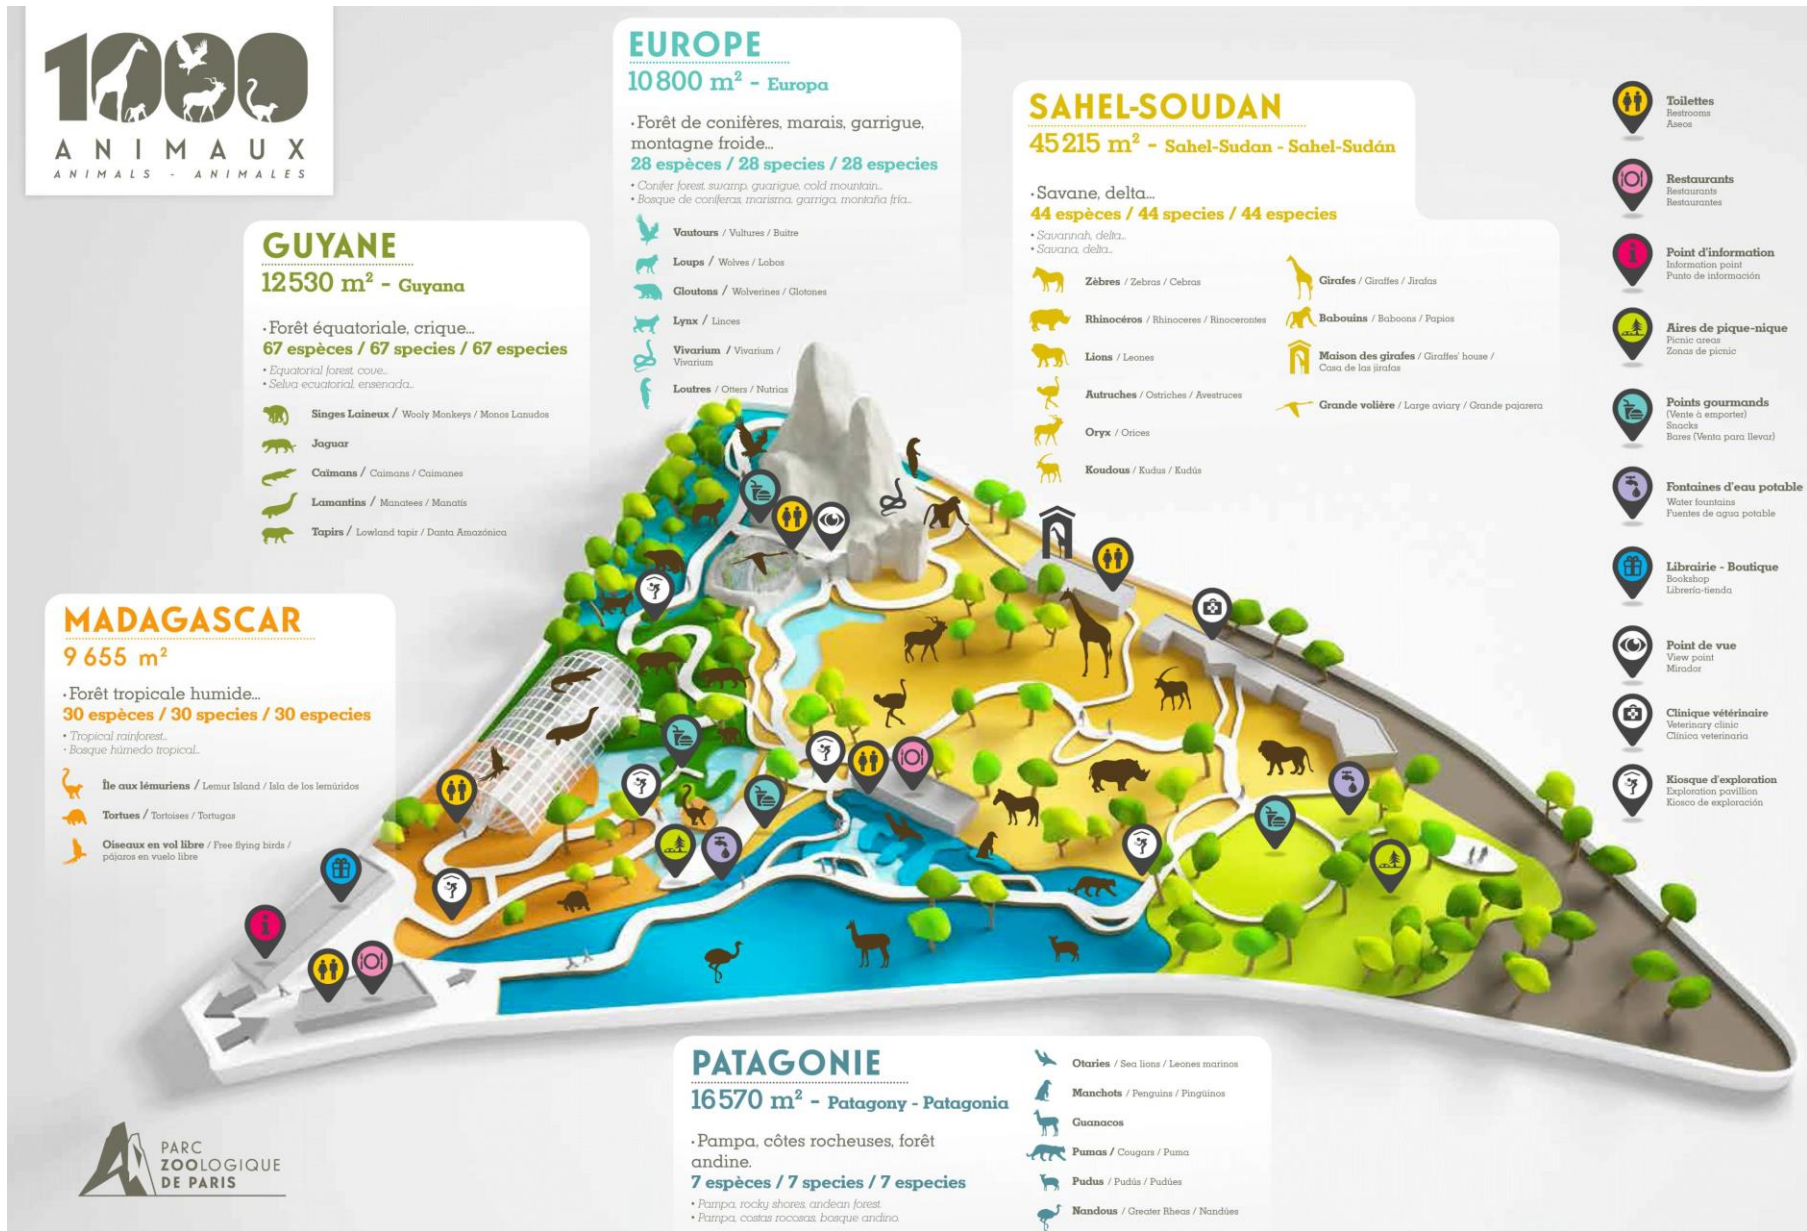 1000
ANIMAUX
ANIMALS - ANIMALES
EUROPE
10 800 m² - Europa
·Forêt de conifères, marais, garrigue,
montagne froide...
28 espèces / 28 species / 28 especies
• Conifer forest, swamp, guarigue, cold mountain...
• Bosque de coníferas, marisma, garriga, montaña fría...
Vautours / Vultures / Buitre
Loups / Wolves / Lobos
Gloutons / Wolverines / Glotones
Lynx / Linces
Vivarium / Vivarium /
Vivarium
Loutres / Otters / Nutrias
SAHEL-SOUDAN
45 215 m² - Sahel-Sudan - Sahel-Sudán
·Savane, delta...
44 espèces / 44 species / 44 especies
• Savannah, delta...
• Savana, delta...
Zèbres / Zebras / Cebras
Rhinocéros / Rhinoceres / Rinocerontes
Lions / Leones
Autruches / Ostriches / Avestruces
Oryx / Orices
Koudous / Kudus / Kudús
Girafes / Giraffes / Jirafas
Babouins / Baboons / Papios
Maison des girafes / Giraffes' house /
Casa de las jirafas
Grande volière / Large aviary / Grande pajarera
GUYANE
12 530 m² - Guyana
·Forêt équatoriale, crique...
67 espèces / 67 species / 67 especies
• Equatorial forest, cove...
• Selva ecuatorial, ensenada...
Singes Laineux / Wooly Monkeys / Monos Lanudos
Jaguar
Caïmans / Caimans / Caimanes
Lamantins / Manatees / Manatís
Tapirs / Lowland tapir / Danta Amazónica
MADAGASCAR
9 655 m²
·Forêt tropicale humide...
30 espèces / 30 species / 30 especies
• Tropical rainforest...
· Bosque húmedo tropical...
Île aux lémuriens / Lemur Island / Isla de los lemúridos
Tortues / Tortoises / Tortugas
Oiseaux en vol libre / Free flying birds /
pájaros en vuelo libre
Toilettes
Restrooms
Aseos
Restaurants
Restaurants
Restaurantes
Point d'information
Information point
Punto de información
Aires de pique-nique
Picnic areas
Zonas de picnic
Points gourmands
(Vente à emporter)
Snacks
Bares (Venta para llevar)
Fontaines d'eau potable
Water fountains
Fuentes de agua potable
Librairie - Boutique
Bookshop
Librería-tienda
Point de vue
View point
Mirador
Clinique vétérinaire
Veterinary clinic
Clínica veterinaria
Kiosque d'exploration
Exploration pavillion
Kiosco de exploración
PATAGONIE
16 570 m² - Patagony - Patagonia
·Pampa, côtes rocheuses, forêt
andine.
7 espèces / 7 species / 7 especies
• Pampa, rocky shores, andean forest.
• Pampa, costas rocosas, bosque andino.
Otaries / Sea lions / Leones marinos
Manchots / Penguins / Pingüinos
Guanacos
Pumas / Cougars / Puma
Pudus / Pudús / Pudúes
Nandous / Greater Rheas / Nandúes
PARC
ZOOLOGIQUE
DE PARIS